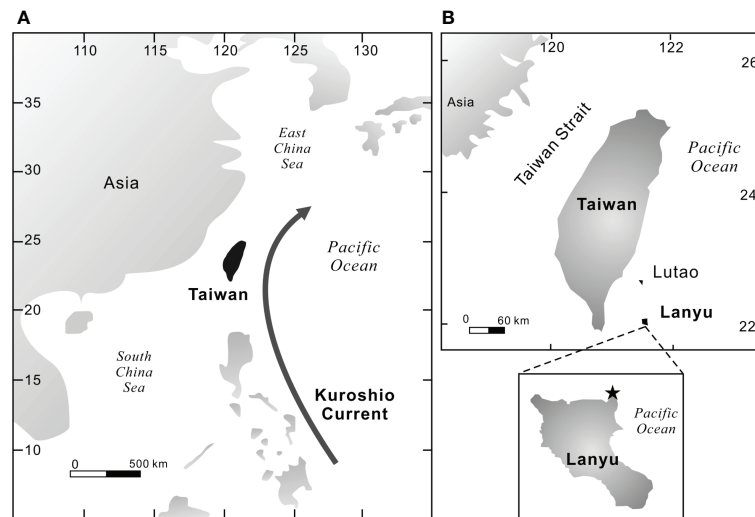 A
110
115
120
125
130
35
30
25
20
15
10
Asia
East
China
Sea
Pacific
Ocean
Taiwan
South
China
Sea
Kuroshio
Current
0
500 km
B
120
122
26
24
22
Asia
Taiwan Strait
Pacific
Ocean
Taiwan
Lutao
Lanyu
0
60 km
Pacific
Ocean
Lanyu